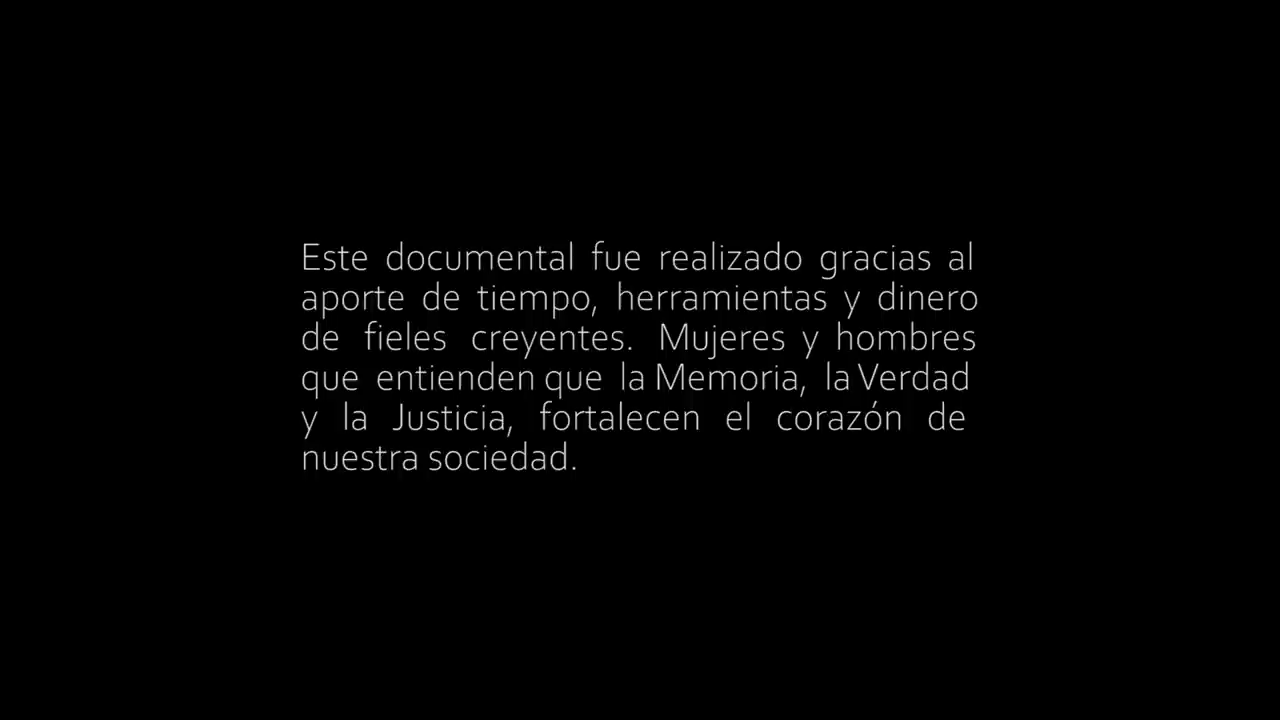 Este documental fue realizado gracias al
aporte de tiempo, herramientas y dinero
de fieles creyentes. Mujeres y hombres
que entienden que la Memoria, la Verdad
y la Justicia, fortalecen el corazón de
nuestra sociedad.